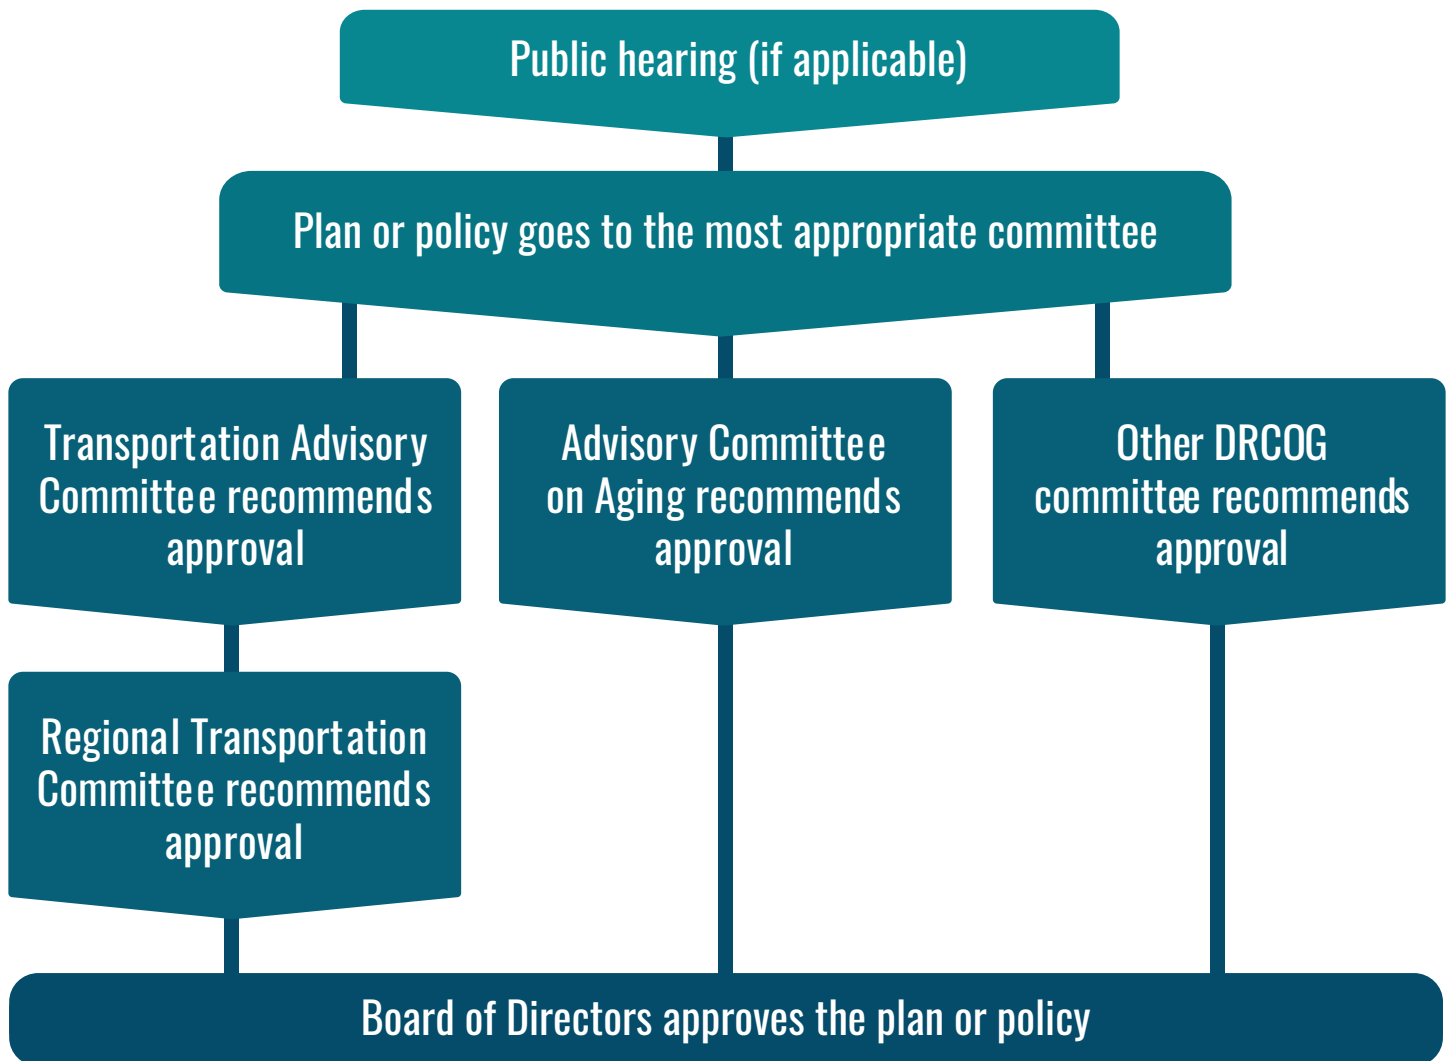 Public hearing (if applicable)
Plan or policy goes to the most appropriate committee
Transportation Advisory
Committee recommends
approval
Advisory Committee
on Aging recommends
approval
Other DRCOG
committee recommends
approval
Regional Transportation
Committee recommends
approval
Board of Directors approves the plan or policy